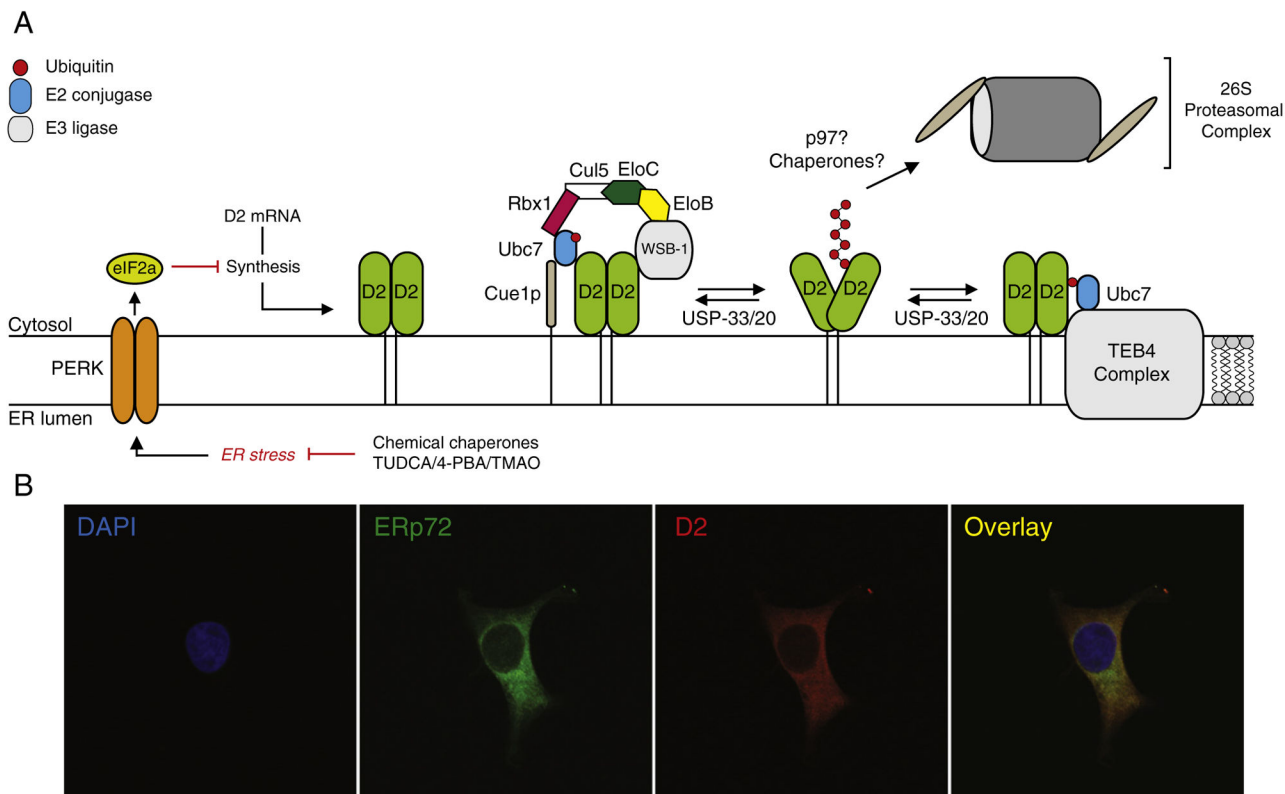 A
Ubiquitin
E2 conjugase
E3 ligase
D2 mRNA
eIF2a
Synthesis
D2 D2
Cul5
EloC
Rbx1
EloB
Ubc7
WSB-1
Cue1p
D2 D2
USP-33/20
p97?
Chaperones?
D2 D2
26S
Proteasomal
Complex
USP-33/20
D2 D2
Ubc7
TEB4
Complex
Cytosol
PERK
ER lumen
ER stress
Chemical chaperones
TUDCA/4-PBA/TMAO
B
DAPI
ERp72
D2
Overlay